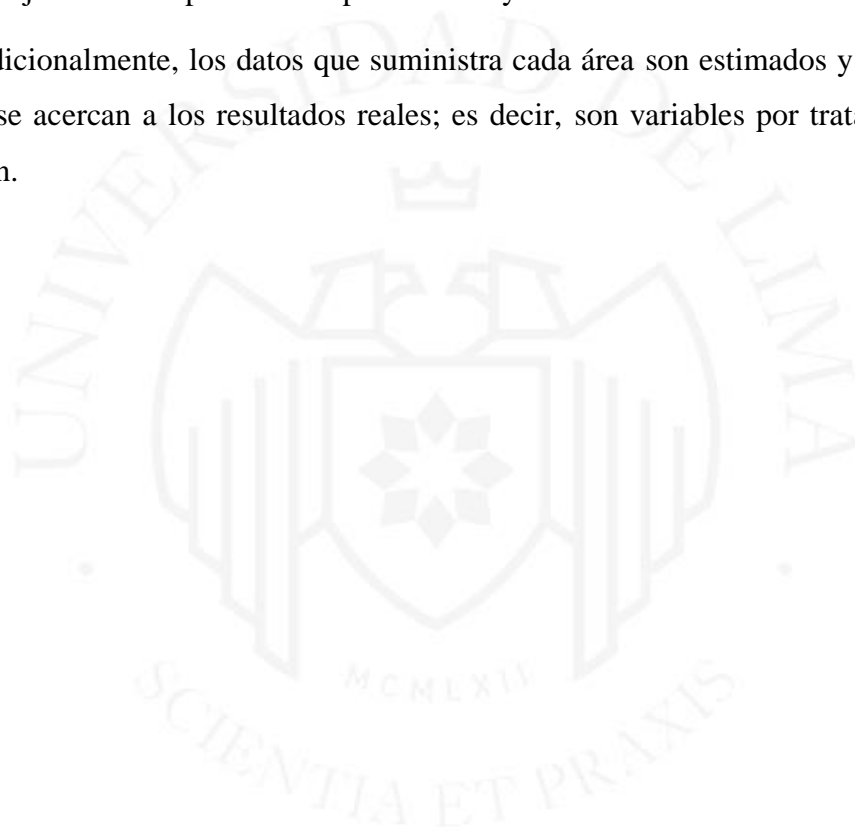 dicionalmente, los datos que suministra cada área son estimados y
se acercan a los resultados reales; es decir, son variables por trata
n.
UNIVERSIDAD DE LIMA
MCMLXII
SCIENTIA ET PRAXIS